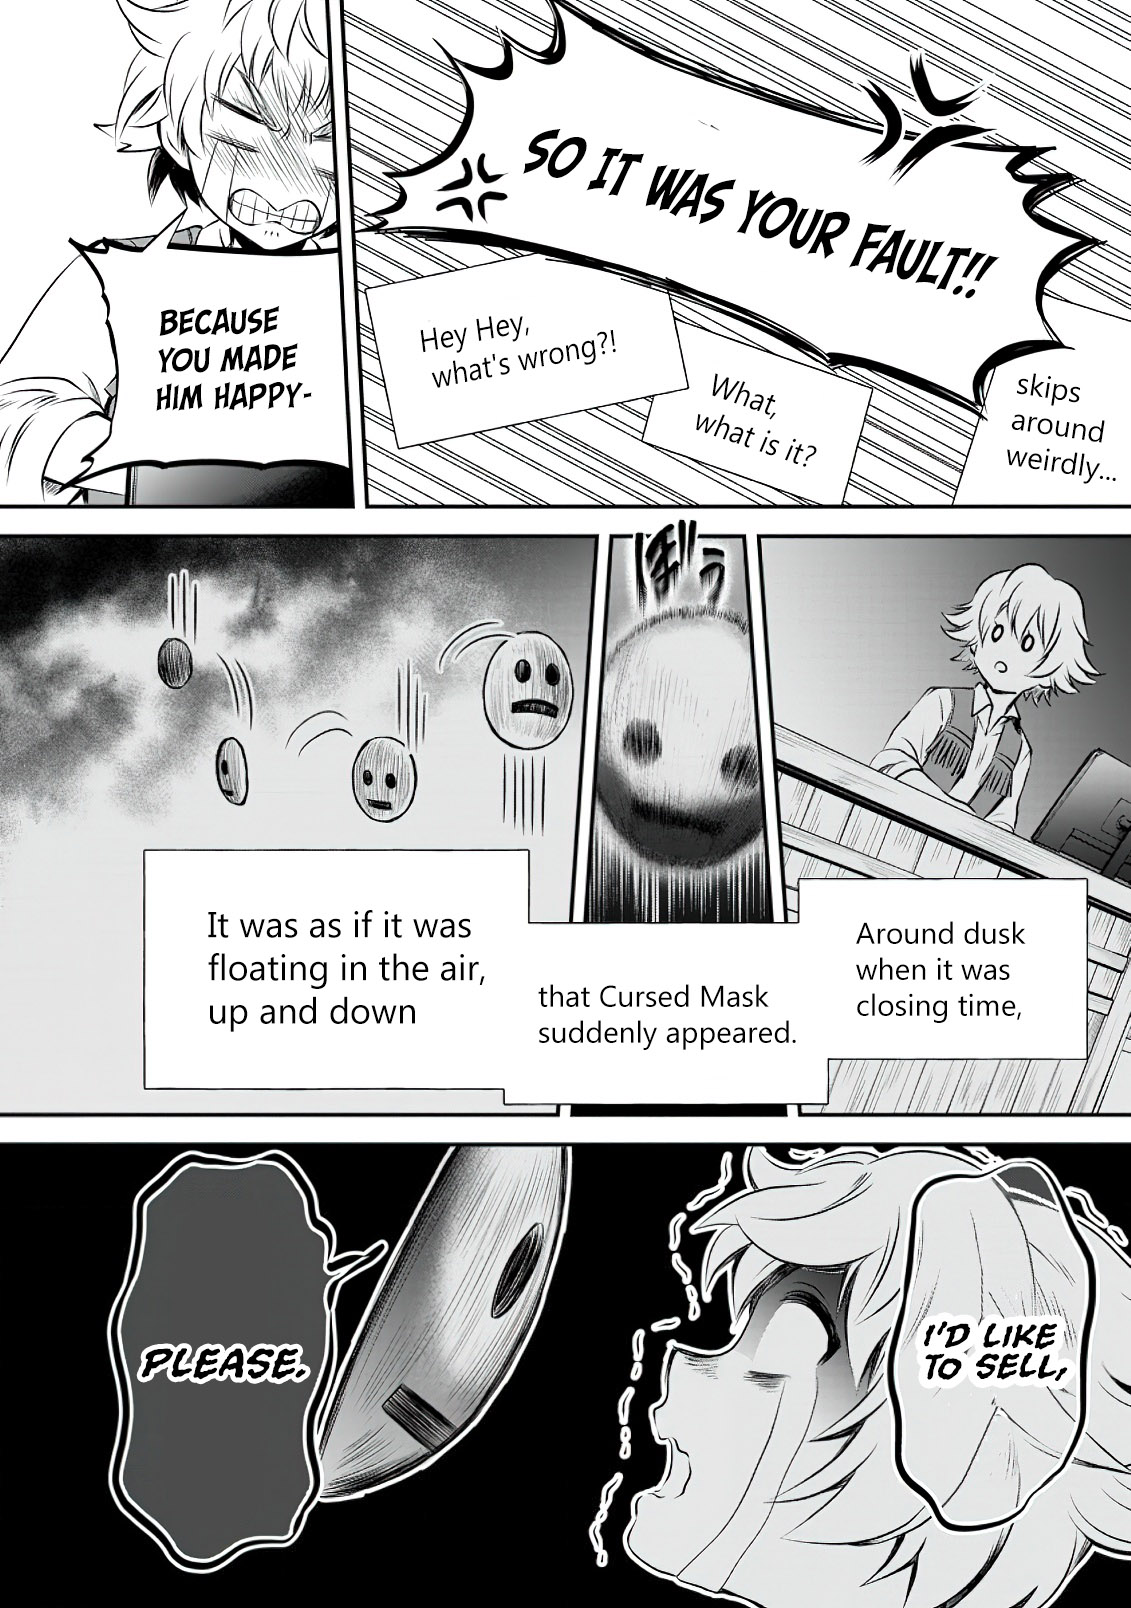 SO IT WAS YOUR FAULT!!
skips
around
weirdly...
What,
what is it?
Hey Hey,
what's wrong?!
BECAUSE
YOU MADE
HIM HAPPY-
Around dusk
when it was
closing time,
ぼぅ
that Cursed Mask
suddenly appeared.
It was as if it was
floating in the air,
up and down
I'D LIKE
TO SELL,
PLEASE.